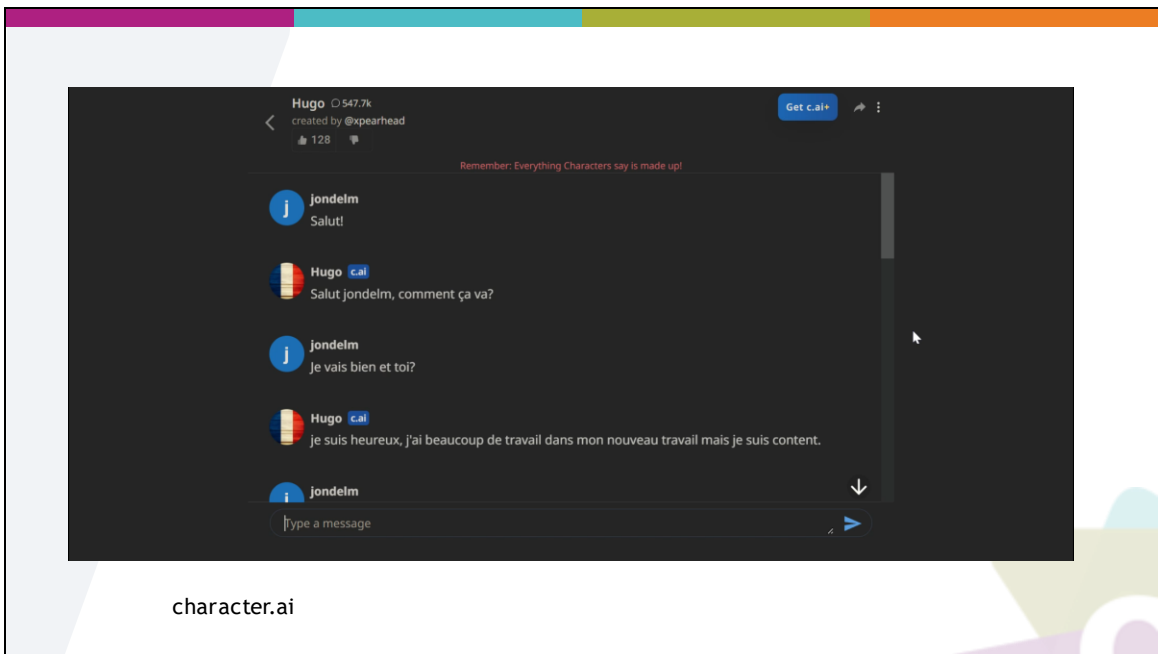 Hugo 547.7k
created by @xpearhead
128
Get c.ai+
Remember: Everything Characters say is made up!
j
jondelm
Salut!
Hugo c.ai
Salut jondelm, comment ça va?
j
jondelm
Je vais bien et toi?
Hugo c.ai
je suis heureux, j'ai beaucoup de travail dans mon nouveau travail mais je suis content.
j
jondelm
Type a message
character.ai